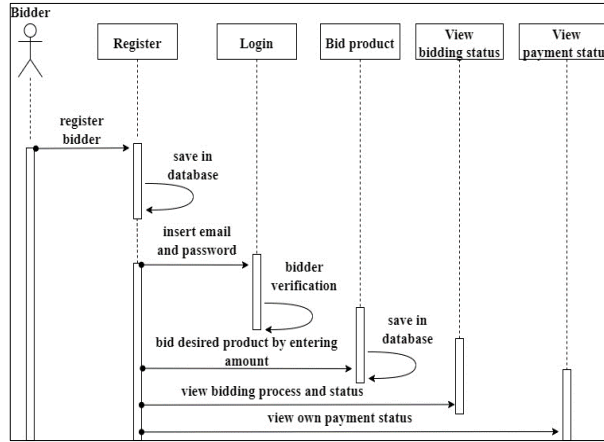 Bidder
Register
Login
Bid product
View
bidding status
View
payment status
register
bidder
save in
database
insert email
and password
bidder
verification
save in
database
bid desired product by entering
amount
view bidding process and status
view own payment status